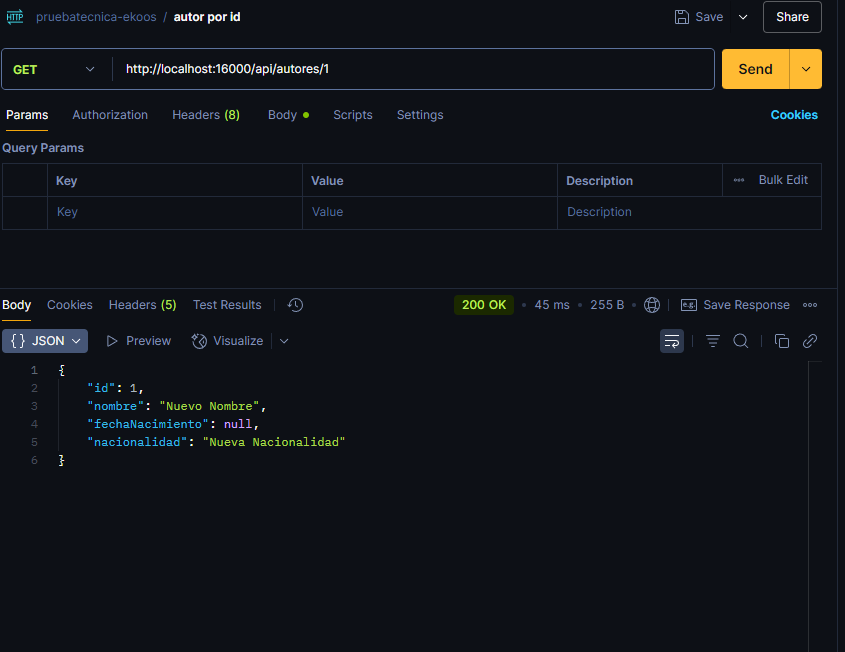 HTTP pruebatecnica-ekoos / autor por id Save Share
GET http://localhost:16000/api/autores/1 Send
Params Authorization Headers (8) Body Scripts Settings Cookies
Query Params
Key Value Description Bulk Edit
Key Value Description
Body Cookies Headers (5) Test Results 200 OK 45 ms 255 B e.g. Save Response
{} JSON Preview Visualize
1 {
2 "id": 1,
3 "nombre": "Nuevo Nombre",
4 "fechaNacimiento": null,
5 "nacionalidad": "Nueva Nacionalidad"
6 }